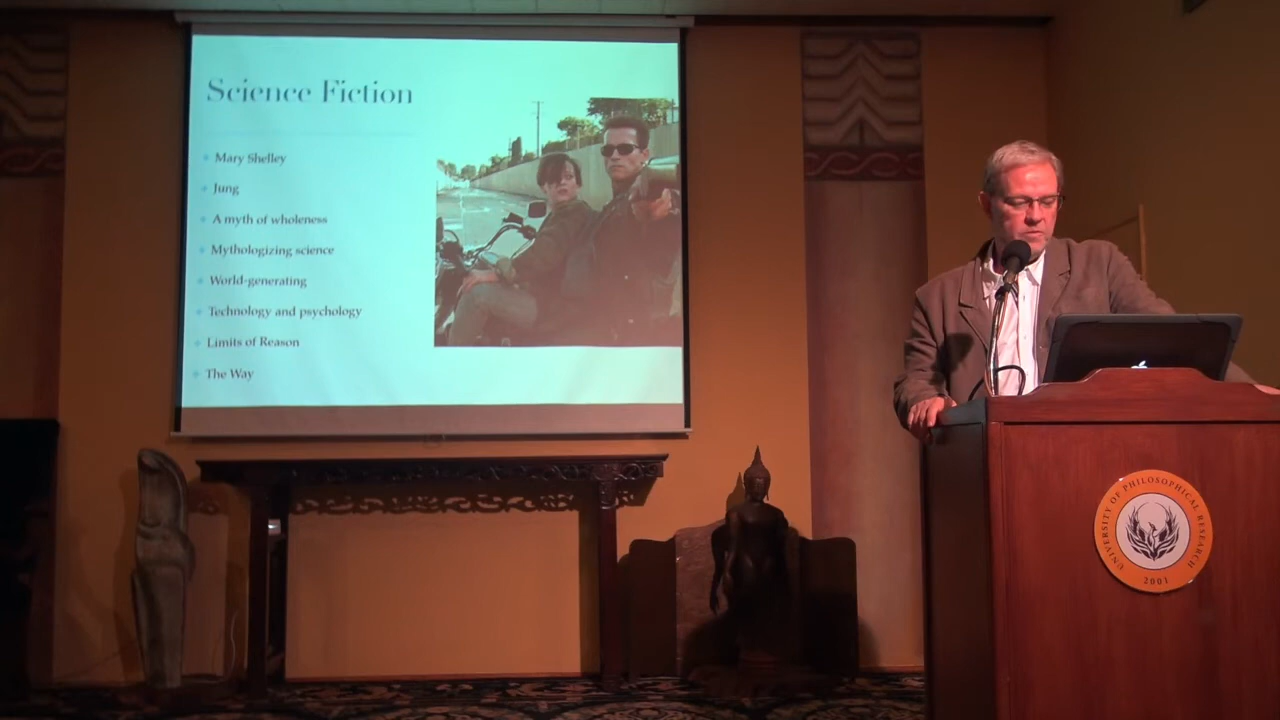 Science Fiction
Mary Shelley
Jung
A myth of wholeness
Mythologizing science
World-generating
Technology and psychology
Limits of Reason
The Way
UNIVERSITY OF PHILOSOPHICAL RESEARCH
2001